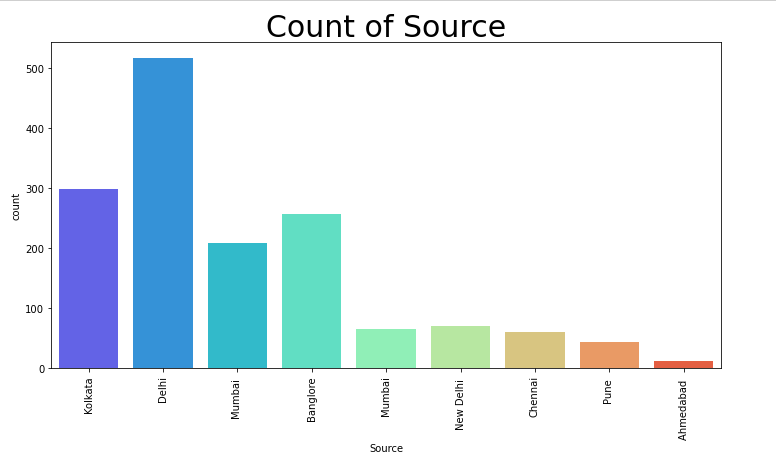 Count of Source
count
500
400
300
200
100
0
Kolkata
Delhi
Mumbai
Banglore
Mumbai
New Delhi
Chennai
Pune
Ahmedabad
Source